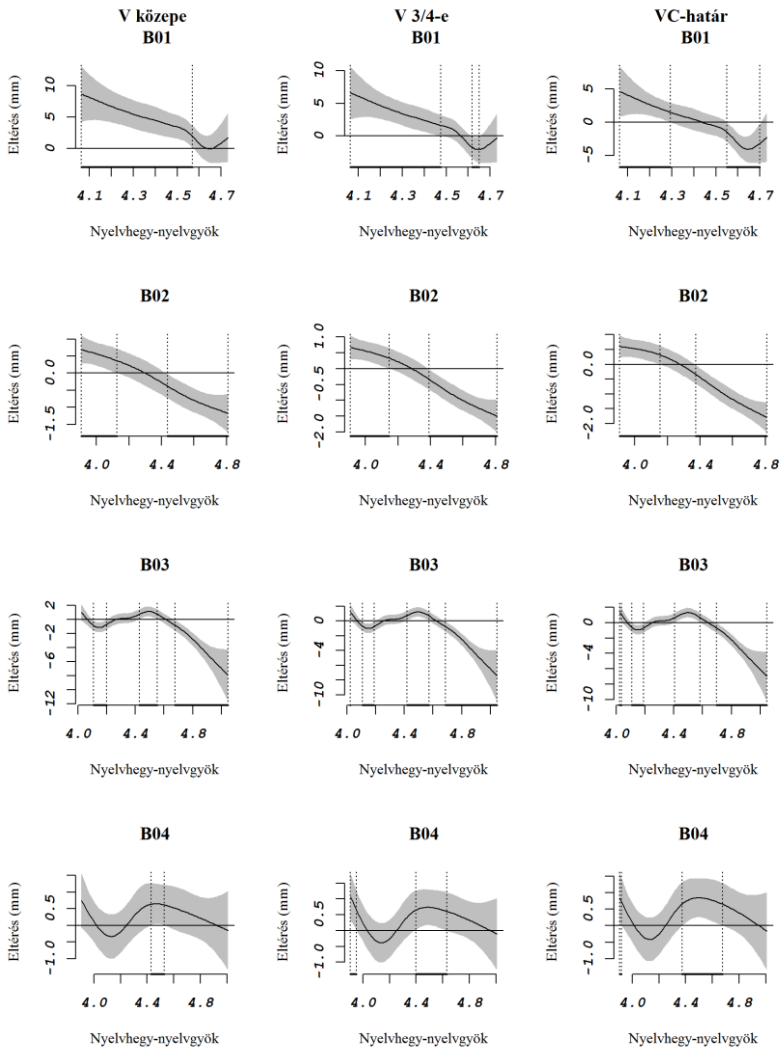 V közepe V 3/4-e VC-határ
B01 B01 B01
Eltérés (mm) Eltérés (mm) Eltérés (mm)
10 10
5 5 5
0 0 0
-5
4.1 4.3 4.5 4.7 4.1 4.3 4.5 4.7 4.1 4.3 4.5 4.7
Nyelvhegy-nyelvgyök Nyelvhegy-nyelvgyök Nyelvhegy-nyelvgyök
B02 B02 B02
Eltérés (mm) Eltérés (mm) Eltérés (mm)
0.0 1.0 0.0
-1.5 -0.5 -2.0
-2.0
4.0 4.4 4.8 4.0 4.4 4.8 4.0 4.4 4.8
Nyelvhegy-nyelvgyök Nyelvhegy-nyelvgyök Nyelvhegy-nyelvgyök
B03 B03 B03
Eltérés (mm) Eltérés (mm) Eltérés (mm)
2 0 0
-2 -4 -4
-6 -10 -10
-12
4.0 4.4 4.8 4.0 4.4 4.8 4.0 4.4 4.8
Nyelvhegy-nyelvgyök Nyelvhegy-nyelvgyök Nyelvhegy-nyelvgyök
B04 B04 B04
Eltérés (mm) Eltérés (mm) Eltérés (mm)
0.5 0.5 0.5
-1.0 -1.0 -1.0
4.0 4.4 4.8 4.0 4.4 4.8 4.0 4.4 4.8
Nyelvhegy-nyelvgyök Nyelvhegy-nyelvgyök Nyelvhegy-nyelvgyök